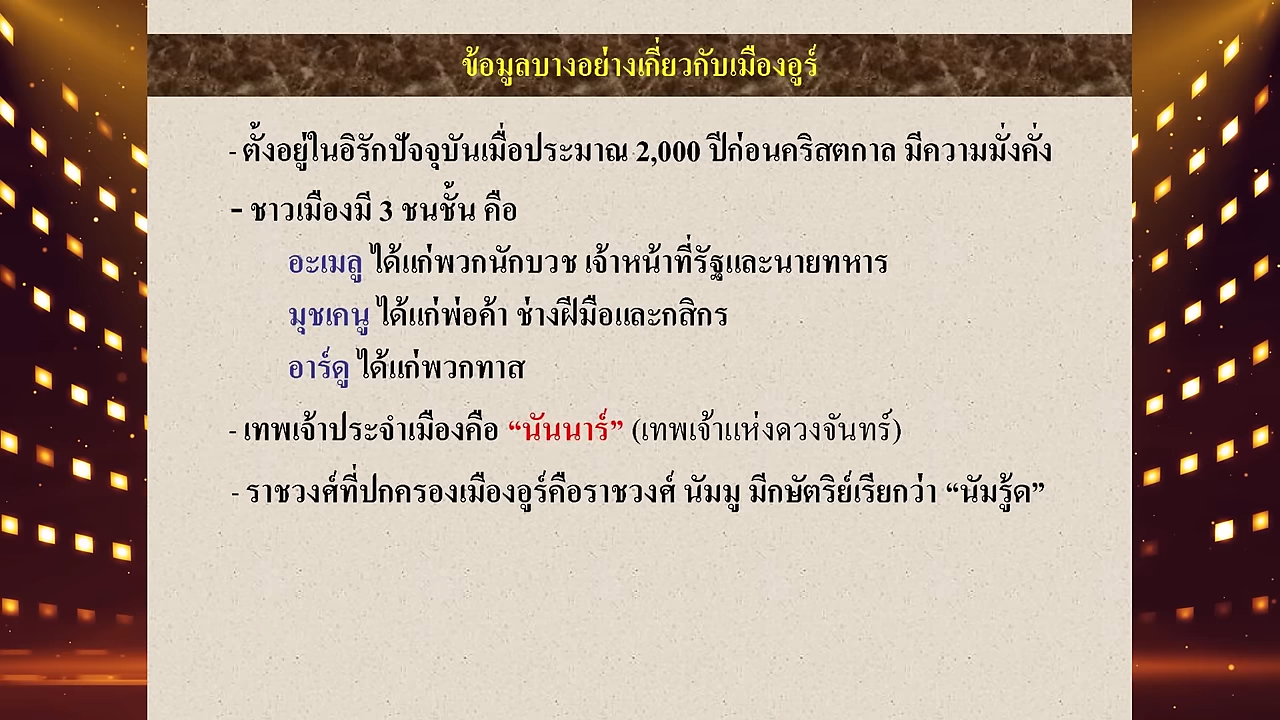 ข้อมูลบางอย่างเกี่ยวกับเมืองอูร์
- ตั้งอยู่ในอิรักปัจจุบันเมื่อประมาณ 2,000 ปีก่อนคริสตกาล มีความมั่งคั่ง
- ชาวเมืองมี 3 ชนชั้น คือ
อะเมลู ได้แก่พวกนักบวช เจ้าหน้าที่รัฐและนายทหาร
มุชเคนู ได้แก่พ่อค้า ช่างฝีมือและกสิกร
อาร์ดู ได้แก่พวกทาส
- เทพเจ้าประจำเมืองคือ “นันนาร์” (เทพเจ้าแห่งดวงจันทร์)
- ราชวงศ์ที่ปกครองเมืองอูร์คือราชวงศ์ นัมมู มีกษัตริย์เรียกว่า “นัมรู้ด”